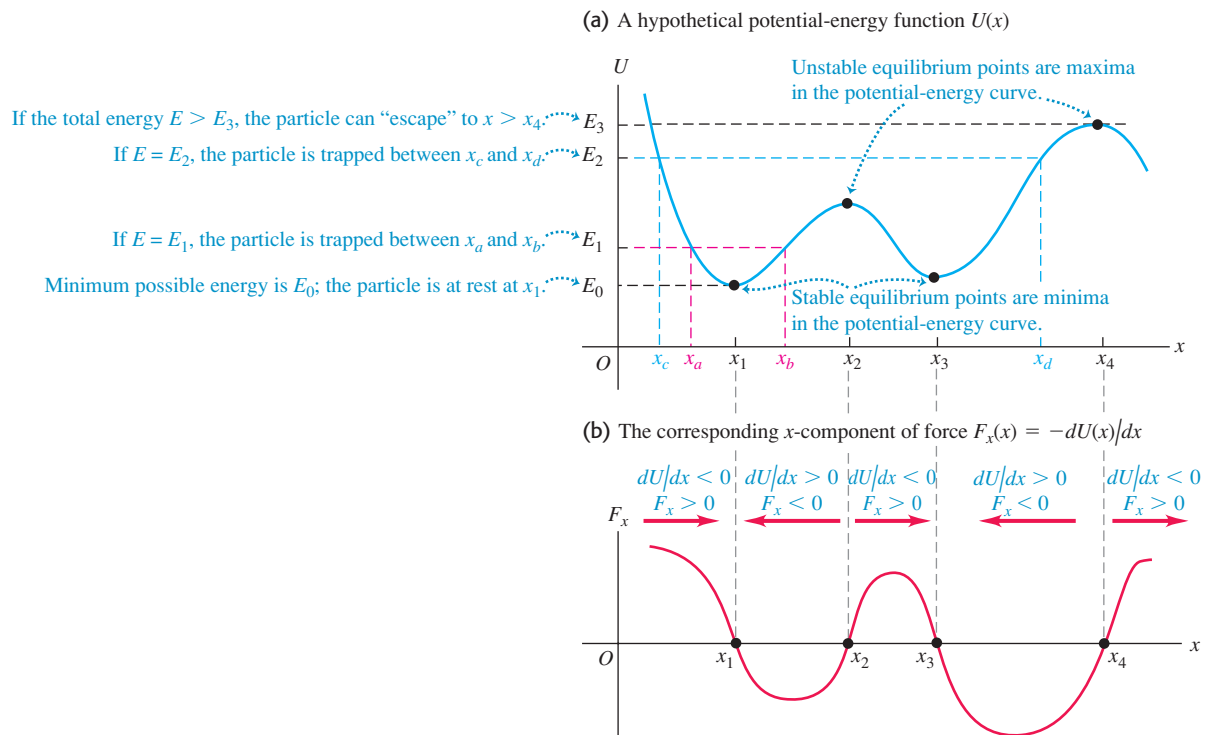 (a) A hypothetical potential-energy function U(x)
U
Unstable equilibrium points are maxima
in the potential-energy curve.
If the total energy E > E3, the particle can “escape” to x > x4.
E3
If E = E2, the particle is trapped between xc and xd.
E2
If E = E1, the particle is trapped between xa and xb.
E1
Minimum possible energy is E0; the particle is at rest at x1.
E0
Stable equilibrium points are minima
in the potential-energy curve.
O xc xa x1 xb x2 x3 xd x4 x
(b) The corresponding x-component of force Fx(x) = −dU(x)/dx
dU/dx < 0 dU/dx > 0 dU/dx < 0 dU/dx > 0 dU/dx < 0
Fx > 0 Fx < 0 Fx > 0 Fx < 0 Fx > 0
Fx
O x1 x2 x3 x4 x